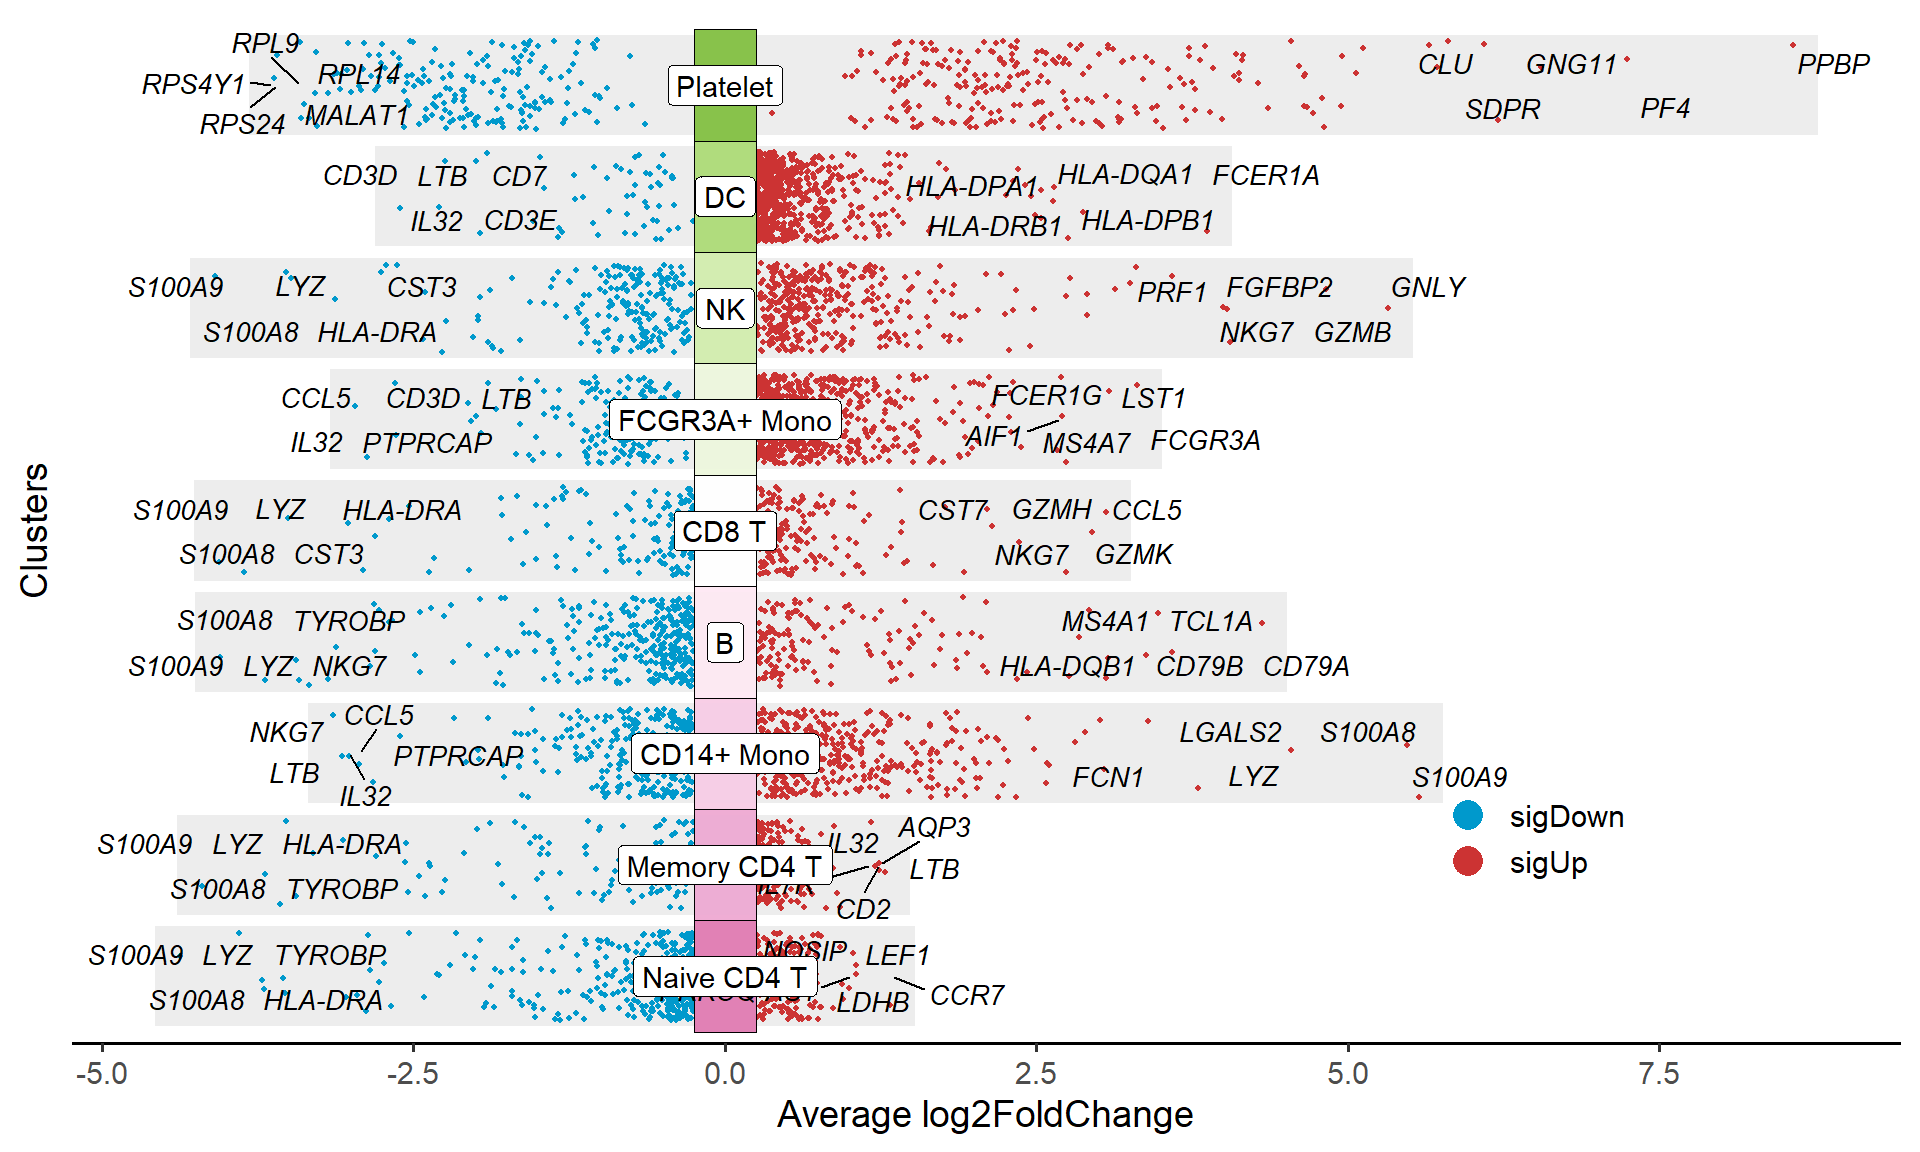 RPL9
RPS4Y1
RPL14
RPS24
MALAT1
Platelet
CLU
GNG11
PPBP
SDPR
PF4
CD3D LTB CD7
IL32 CD3E
DC
HLA-DPA1
HLA-DQA1
FCER1A
HLA-DRB1
HLA-DPB1
S100A9 LYZ CST3
S100A8 HLA-DRA
NK
PRF1 FGFBP2 GNLY
NKG7 GZMB
CCL5 CD3D LTB
IL32 PTPRCAP
FCGR3A+ Mono
FCER1G LST1
AIF1 MS4A7 FCGR3A
S100A9 LYZ HLA-DRA
S100A8 CST3
CD8 T
CST7 GZMH CCL5
NKG7 GZMK
S100A8 TYROBP
S100A9 LYZ NKG7
B
MS4A1 TCL1A
HLA-DQB1 CD79B CD79A
NKG7 CCL5
LTB PTPRCAP
IL32
CD14+ Mono
LGALS2 S100A8
FCN1 LYZ S100A9
S100A9 LYZ HLA-DRA
S100A8 TYROBP
Memory CD4 T
IL32
AQP3
LTB
CD2
S100A9 LYZ TYROBP
S100A8 HLA-DRA
Naive CD4 T
NOSIP
LEF1
LDHB
CCR7
sigDown
sigUp
Clusters
-5.0 -2.5 0.0 2.5 5.0 7.5
Average log2FoldChange